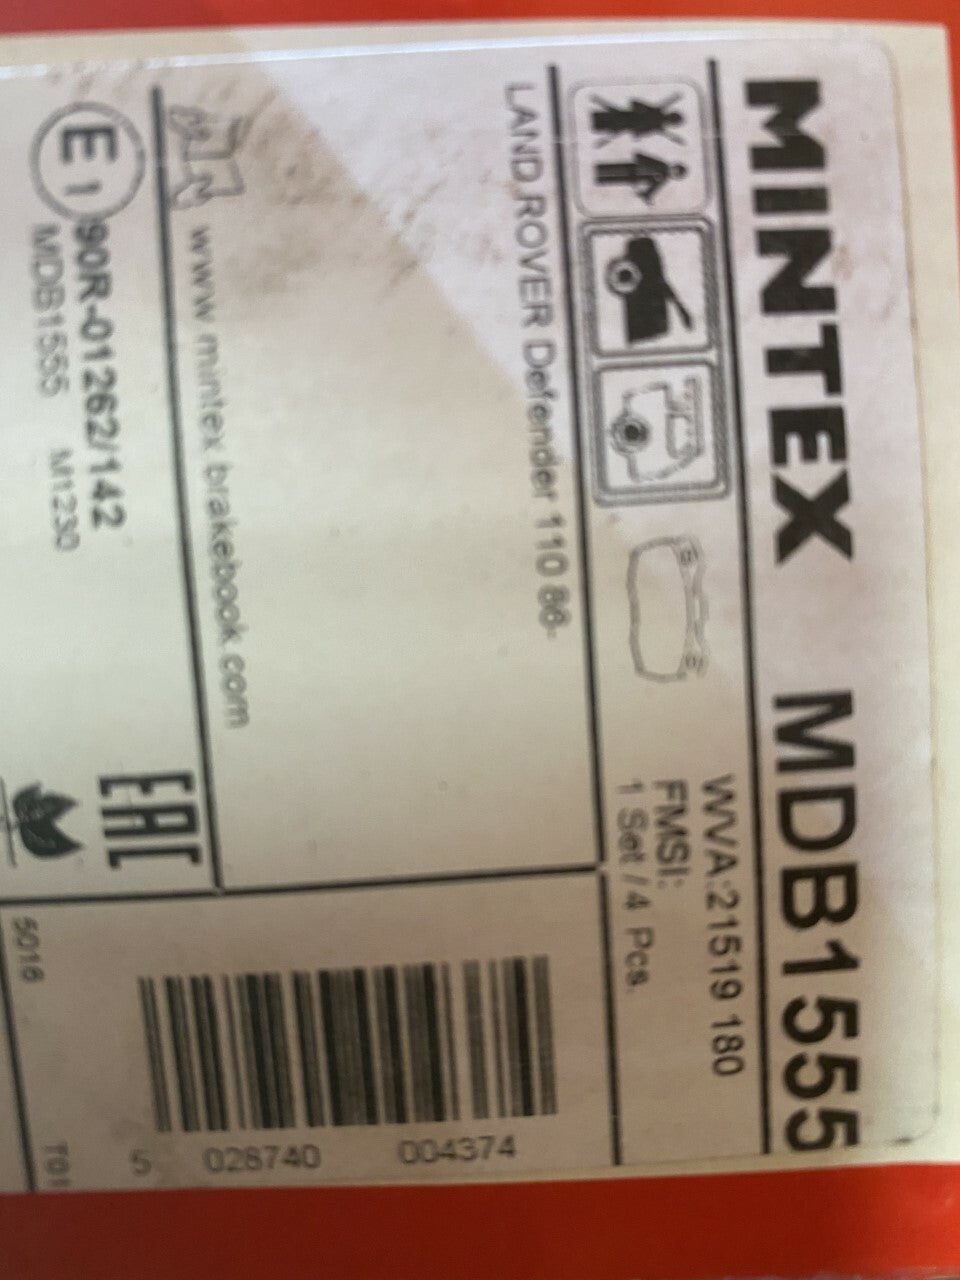 MINTEX MDB1555
WVA:21519 180
FMSI:
1 Set / 4 Pcs.
LAND ROVER Defender 110 86-
www.mintex.brakebook.com
E1 90R-01262/142
MDB1555 M1230
EAC
5 028740 004374
5016 T01